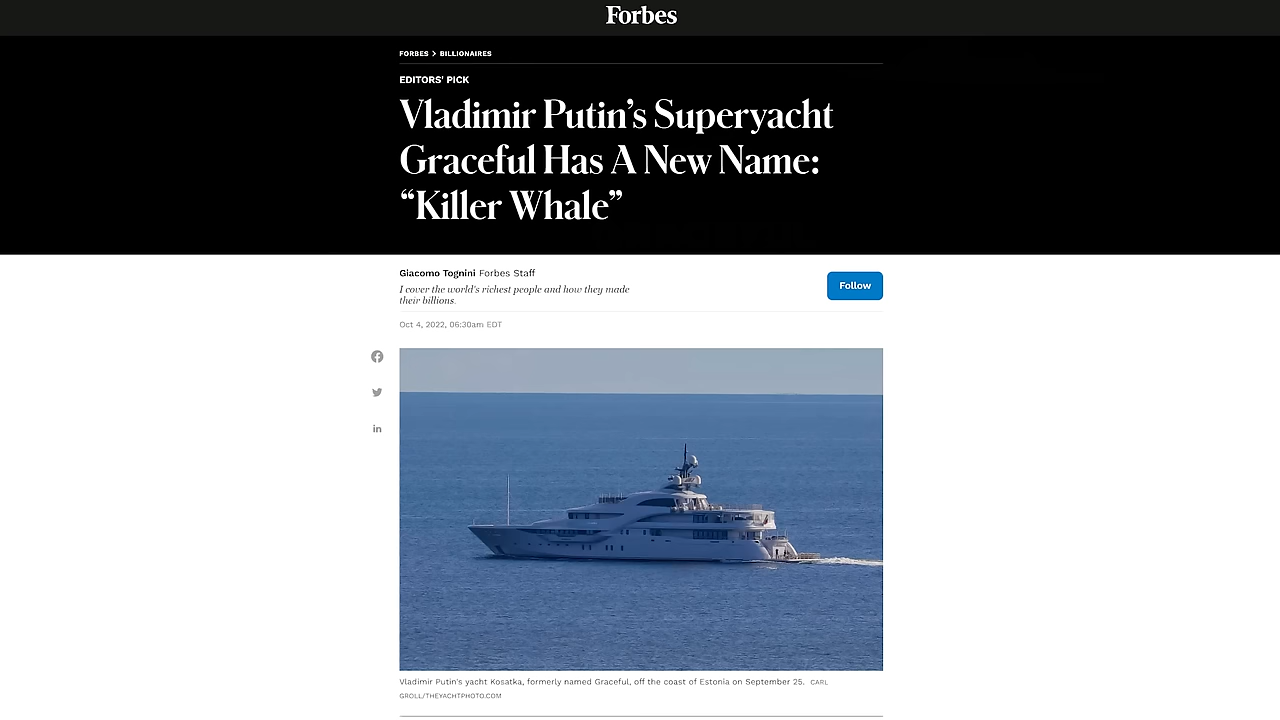 Forbes
FORBES > BILLIONAIRES
EDITORS' PICK
Vladimir Putin's Superyacht
Graceful Has A New Name:
“Killer Whale”
Giacomo Tognini Forbes Staff
I cover the world's richest people and how they made
their billions.
Follow
Oct 4, 2022, 06:30am EDT
in
Vladimir Putin's yacht Kosatka, formerly named Graceful, off the coast of Estonia on September 25. CARL
GROLL/THEYACHTPHOTO.COM